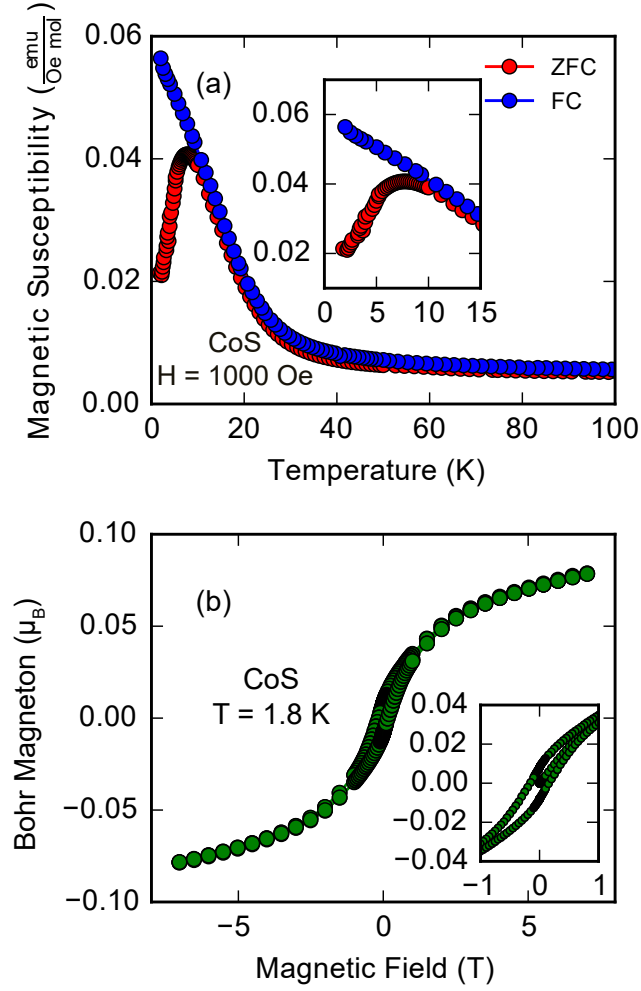 Magnetic Susceptibility (emu/Oe mol)
0.06
0.04
0.02
0.00
(a)
ZFC
FC
0.06
0.04
0.02
0 5 10 15
CoS
H = 1000 Oe
0 20 40 60 80 100
Temperature (K)
Bohr Magneton (μB)
0.10
0.05
0.00
−0.05
−0.10
(b)
CoS
T = 1.8 K
0.04
0.02
0.00
−0.02
−0.04
−1 0 1
−5 0 5
Magnetic Field (T)